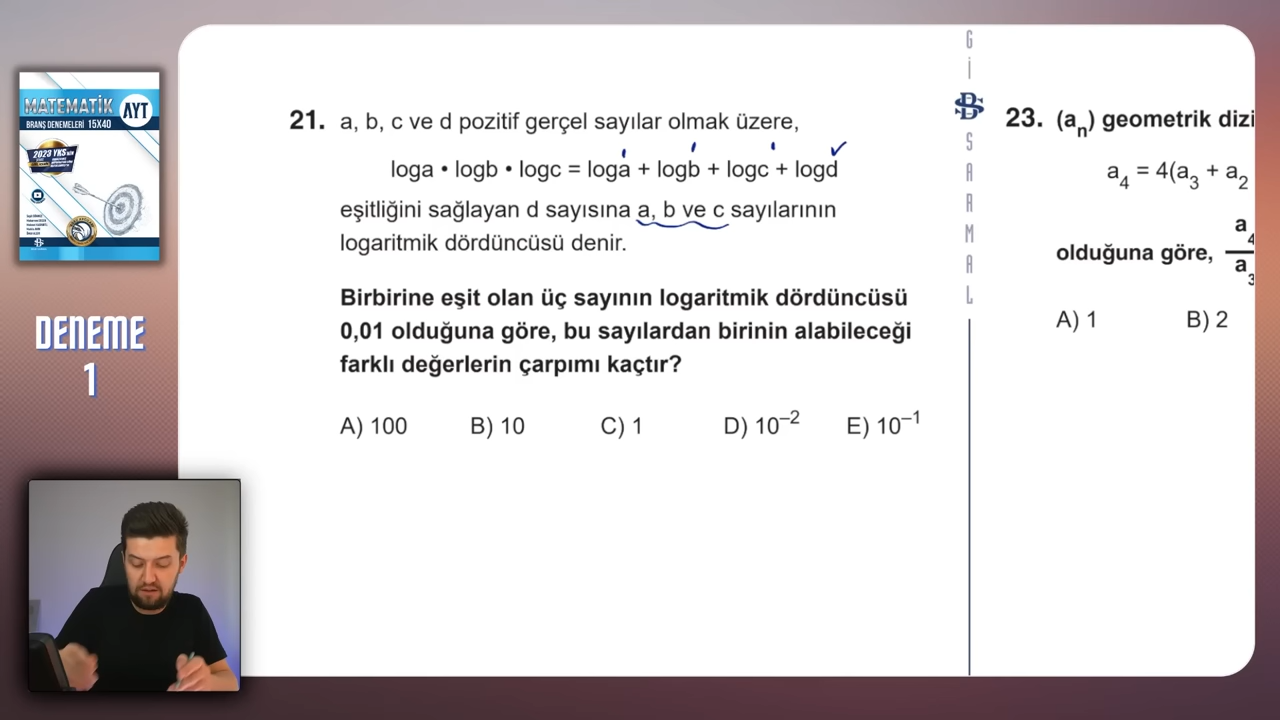 MATEMATİK
AYT
BRANŞ DENEMELERİ 15X40
2023 YKS'NİN
DENEME
1
21. a, b, c ve d pozitif gerçel sayılar olmak üzere,
loga • logb • logc = loga + logb + logc + logd
eşitliğini sağlayan d sayısına a, b ve c sayılarının
logaritmik dördüncüsü denir.
Birbirine eşit olan üç sayının logaritmik dördüncüsü
0,01 olduğuna göre, bu sayılardan birinin alabileceği
farklı değerlerin çarpımı kaçtır?
A) 100 B) 10 C) 1 D) 10⁻² E) 10⁻¹
G
İ
S
A
R
M
A
L
23. (aₙ) geometrik dizi
a₄ = 4(a₃ + a₂
olduğuna göre, a₄/a₃
A) 1 B) 2